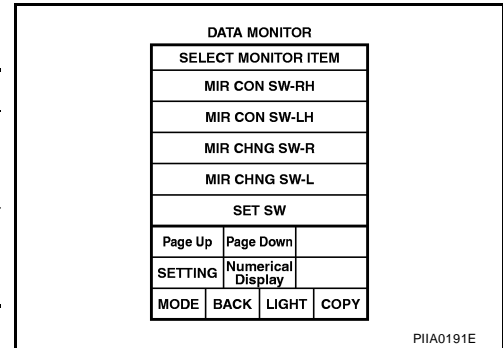 DATA MONITOR
SELECT MONITOR ITEM
MIR CON SW-RH
MIR CON SW-LH
MIR CHNG SW-R
MIR CHNG SW-L
SET SW
Page Up Page Down
SETTING Numerical Display
MODE BACK LIGHT COPY
PIIA0191E